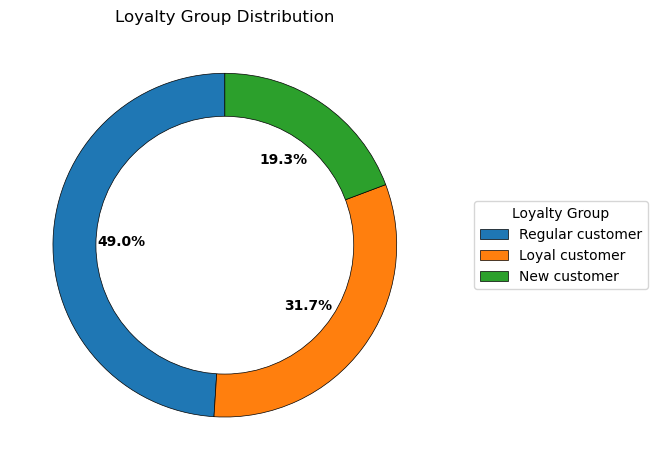 Loyalty Group Distribution
19.3%
49.0%
31.7%
Loyalty Group
Regular customer
Loyal customer
New customer